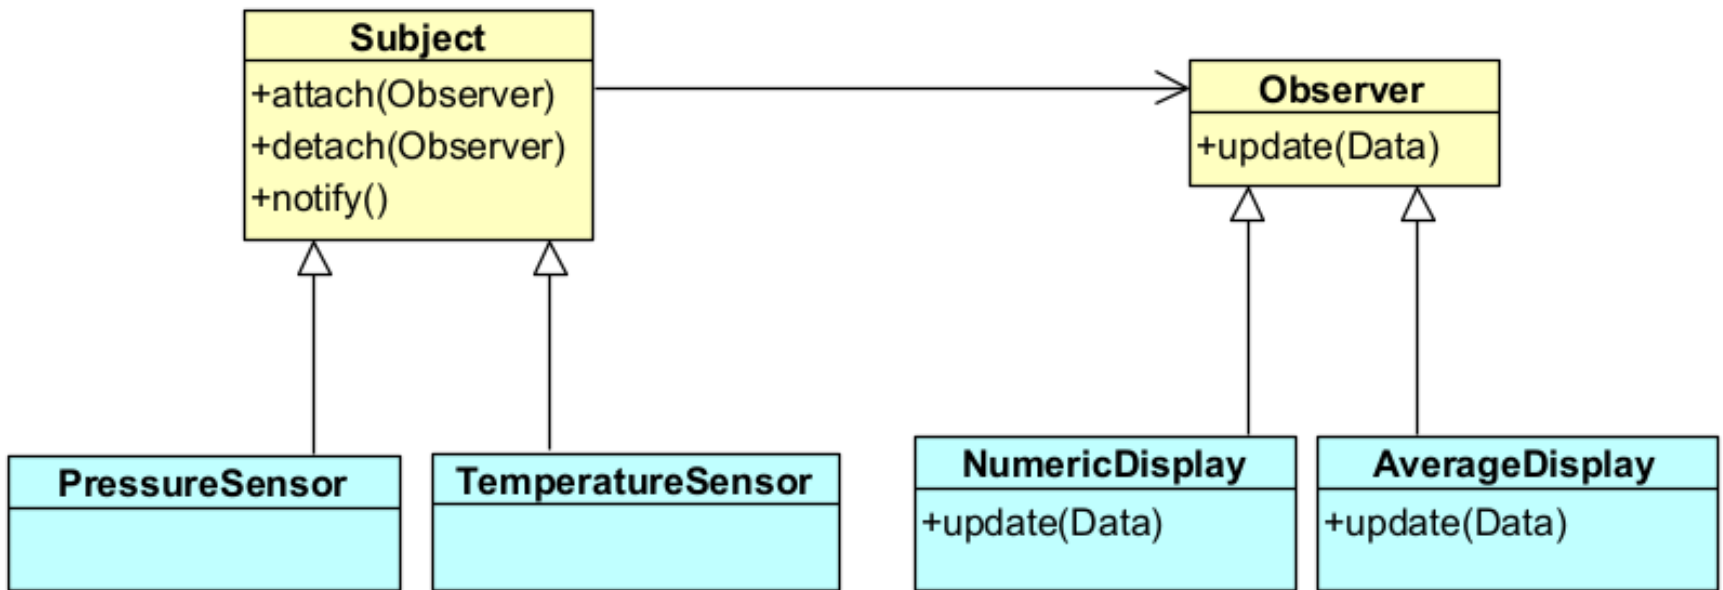 Subject
+attach(Observer)
+detach(Observer)
+notify()
Observer
+update(Data)
PressureSensor
TemperatureSensor
NumericDisplay
+update(Data)
AverageDisplay
+update(Data)